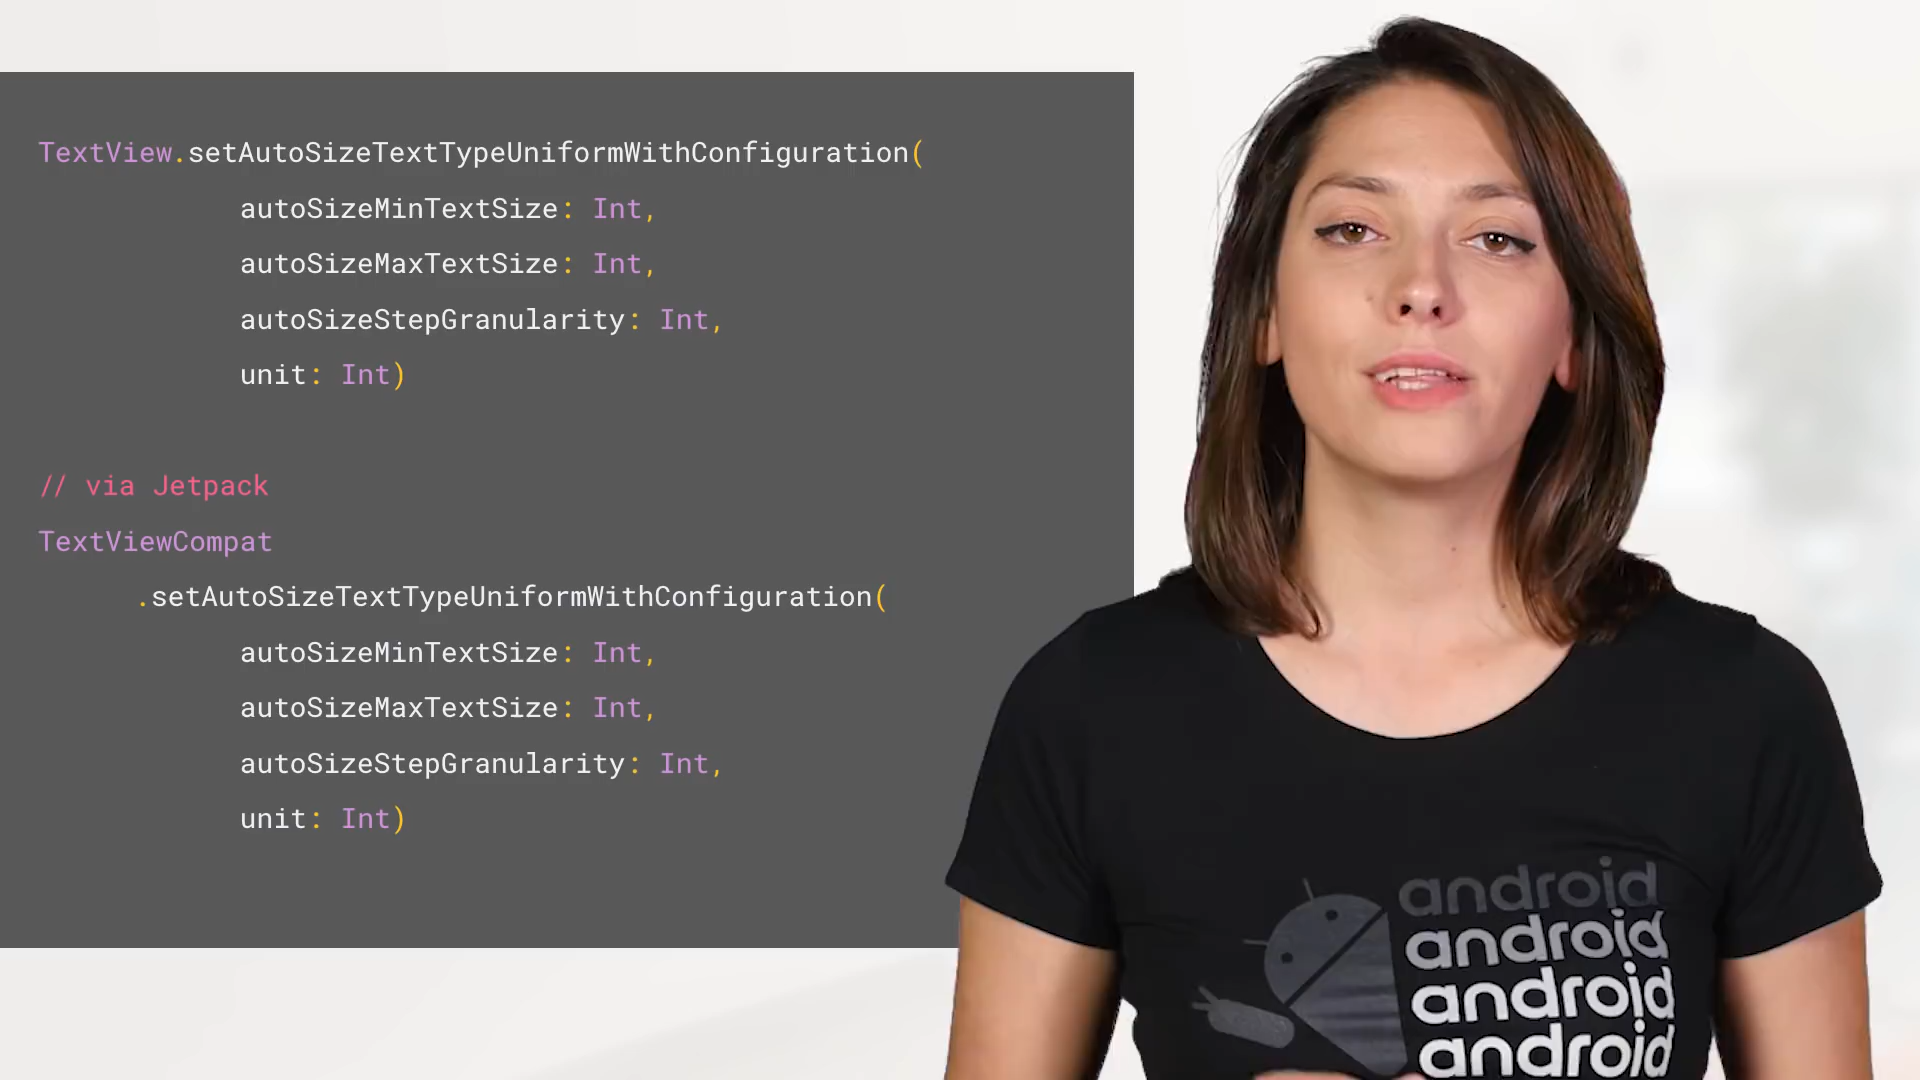 TextView.setAutoSizeTextTypeUniformWithConfiguration(
autoSizeMinTextSize: Int,
autoSizeMaxTextSize: Int,
autoSizeStepGranularity: Int,
unit: Int)
// via Jetpack
TextViewCompat
.setAutoSizeTextTypeUniformWithConfiguration(
autoSizeMinTextSize: Int,
autoSizeMaxTextSize: Int,
autoSizeStepGranularity: Int,
unit: Int)
android
android
android
android